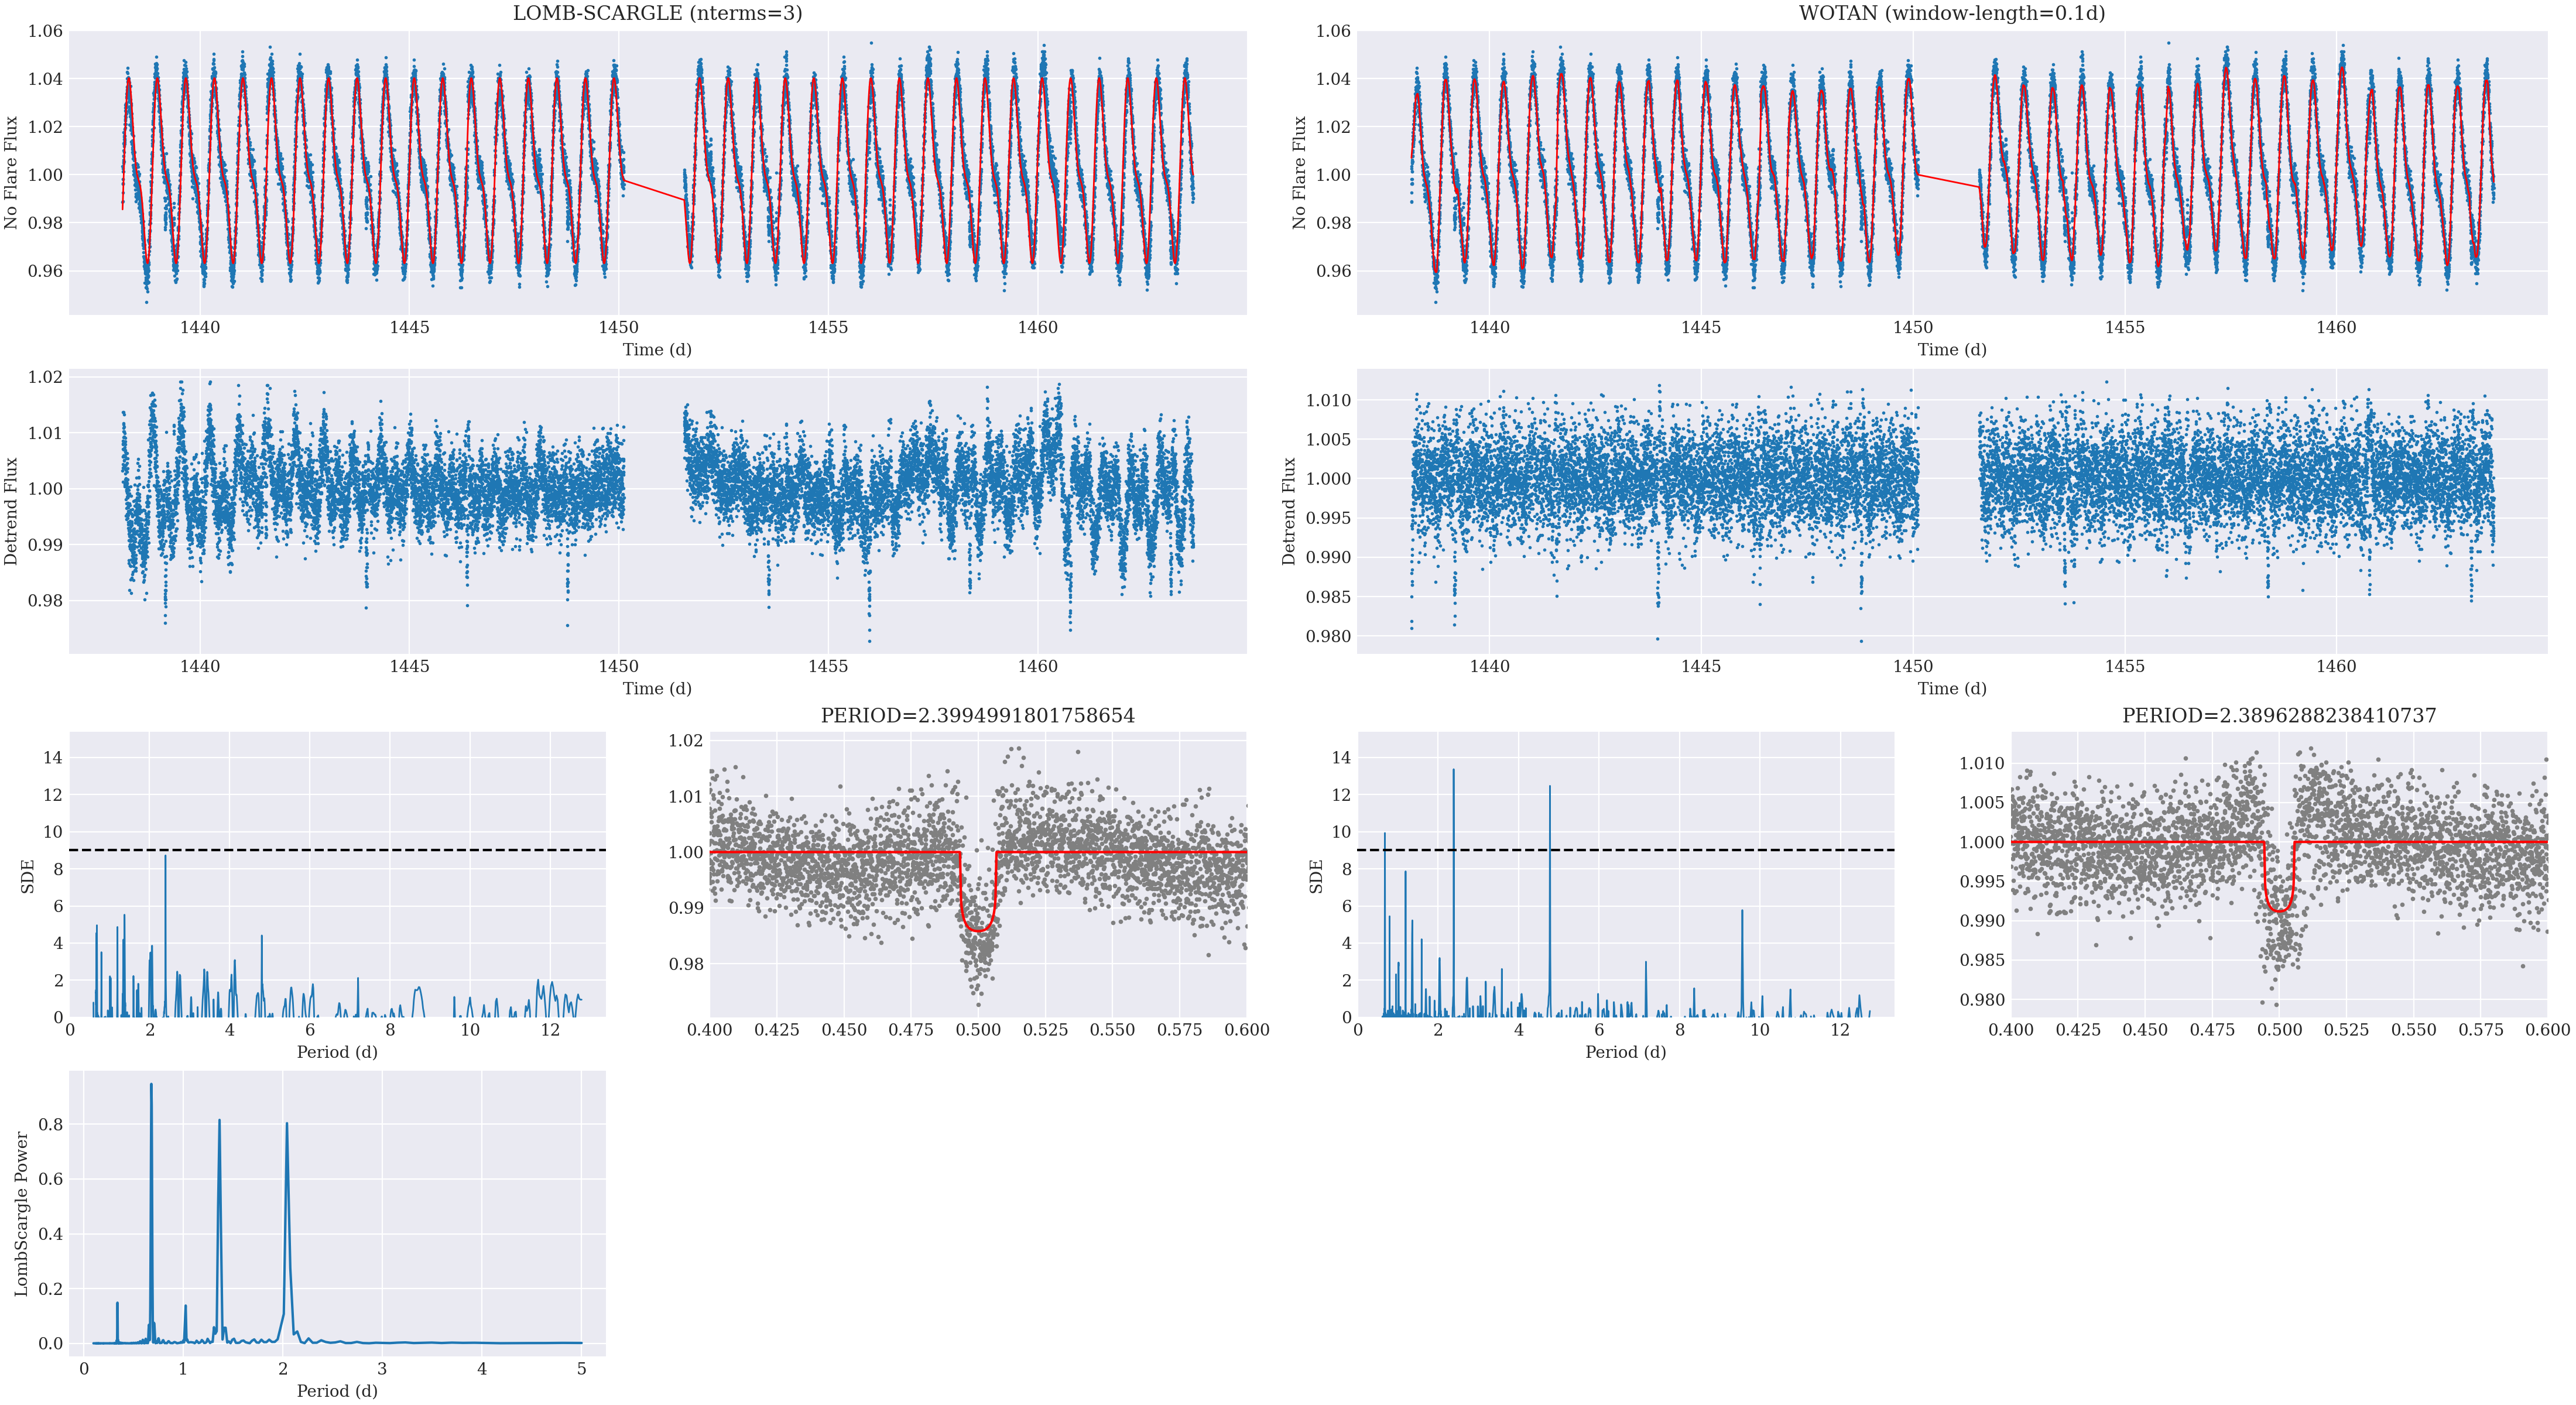 LOMB-SCARGLE (nterms=3)
No Flare Flux
1.06
1.04
1.02
1.00
0.98
0.96
1440 1445 1450 1455 1460
Time (d)
WOTAN (window-length=0.1d)
No Flare Flux
1.06
1.04
1.02
1.00
0.98
0.96
1440 1445 1450 1455 1460
Time (d)
Detrend Flux
1.02
1.01
1.00
0.99
0.98
1440 1445 1450 1455 1460
Time (d)
Detrend Flux
1.010
1.005
1.000
0.995
0.990
0.985
0.980
1440 1445 1450 1455 1460
Time (d)
SDE
14
12
10
8
6
4
2
0
0 2 4 6 8 10 12
Period (d)
PERIOD=2.3994991801758654
1.02
1.01
1.00
0.99
0.98
0.400 0.425 0.450 0.475 0.500 0.525 0.550 0.575 0.600
SDE
14
12
10
8
6
4
2
0
0 2 4 6 8 10 12
Period (d)
PERIOD=2.3896288238410737
1.010
1.005
1.000
0.995
0.990
0.985
0.980
0.400 0.425 0.450 0.475 0.500 0.525 0.550 0.575 0.600
LombScargle Power
0.8
0.6
0.4
0.2
0.0
0 1 2 3 4 5
Period (d)